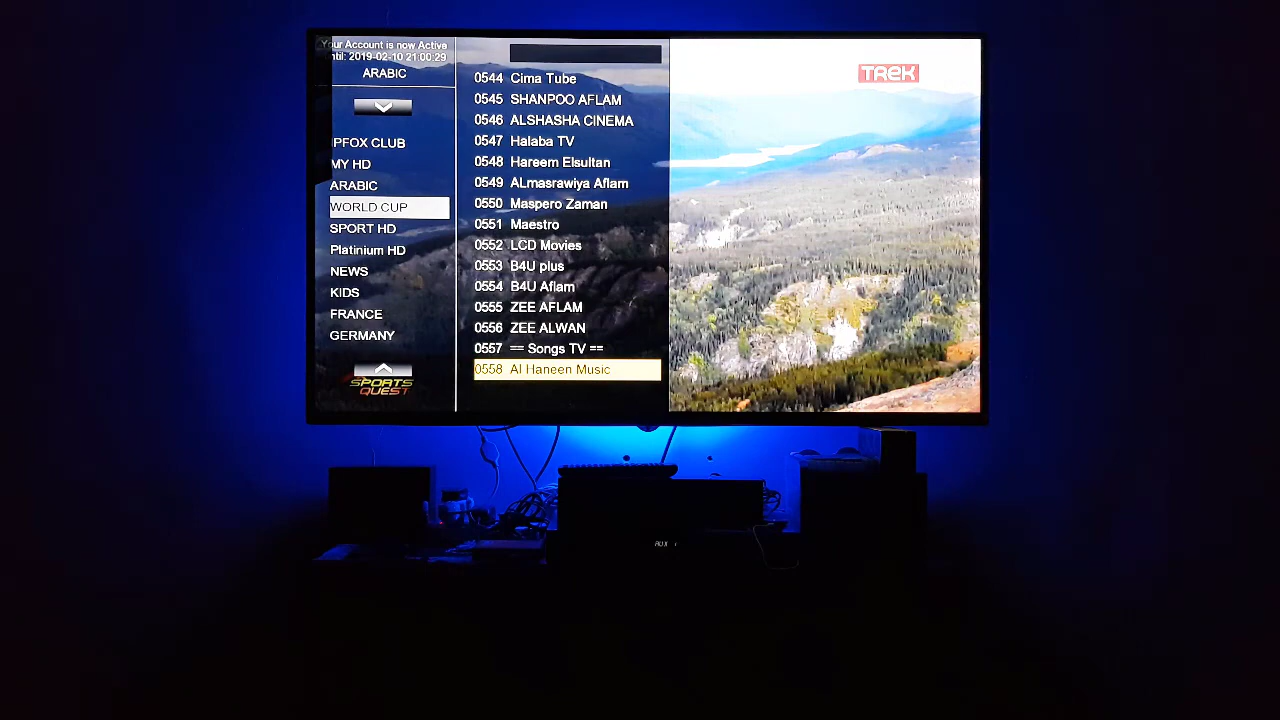 Your Account is now Active
ntil: 2019-02-10 21:00:29
ARABIC
IPFOX CLUB
MY HD
ARABIC
WORLD CUP
SPORT HD
Platinium HD
NEWS
KIDS
FRANCE
GERMANY
SPORTS
QUEST
0544 Cima Tube
0545 SHANPOO AFLAM
0546 ALSHASHA CINEMA
0547 Halaba TV
0548 Hareem Elsultan
0549 ALmasrawiya Aflam
0550 Maspero Zaman
0551 Maestro
0552 LCD Movies
0553 B4U plus
0554 B4U Aflam
0555 ZEE AFLAM
0556 ZEE ALWAN
0557 == Songs TV ==
0558 Al Haneen Music
TREK
AUX